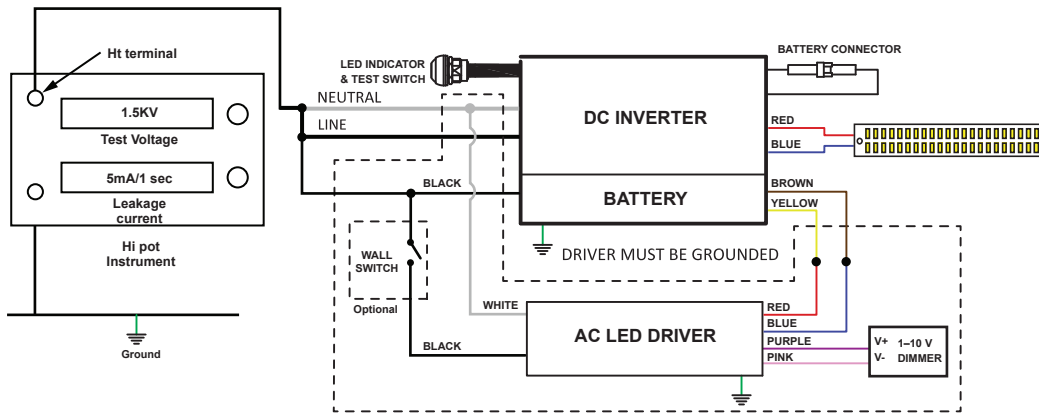 Ht terminal
1.5KV
Test Voltage
5mA/1 sec
Leakage
current
Hi pot
Instrument
Ground
LED INDICATOR
& TEST SWITCH
NEUTRAL
LINE
BLACK
WALL
SWITCH
Optional
WHITE
BLACK
DC INVERTER
BATTERY
DRIVER MUST BE GROUNDED
AC LED DRIVER
BATTERY CONNECTOR
RED
BLUE
BROWN
YELLOW
RED
BLUE
PURPLE
PINK
V+
V-
1–10 V
DIMMER